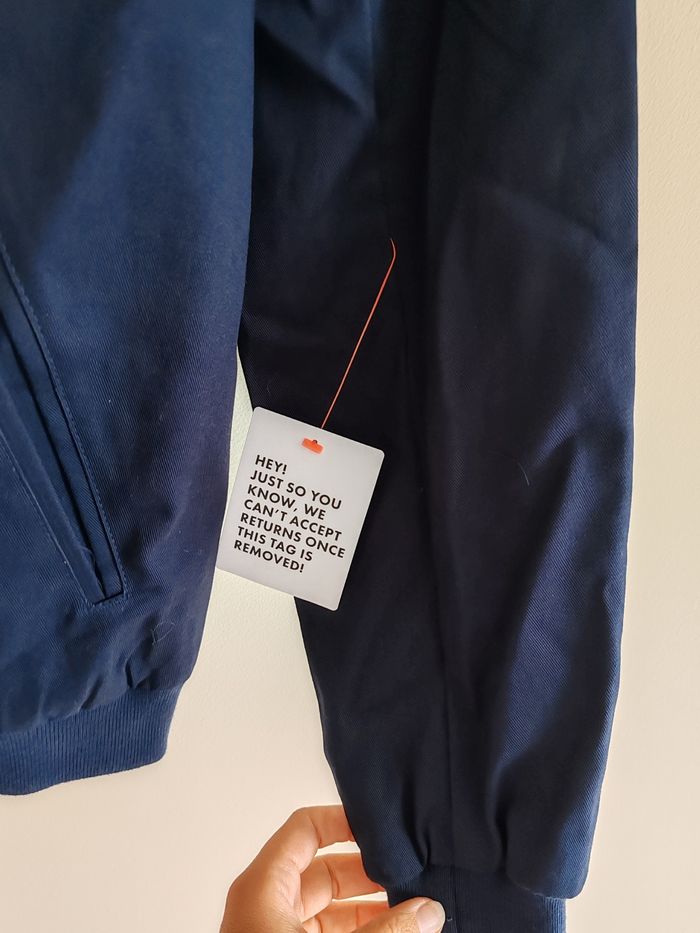 HEY!
JUST SO YOU
KNOW, WE
CAN'T ACCEPT
RETURNS ONCE
THIS TAG IS
REMOVED!